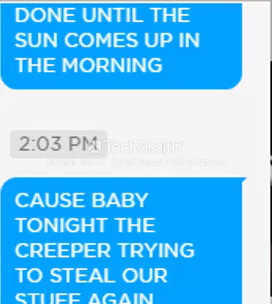 DONE UNTIL THE
SUN COMES UP IN
THE MORNING
2:03 PM
TechSmith
CAUSE BABY
TONIGHT THE
CREEPER TRYING
TO STEAL OUR
STUFF AGAIN